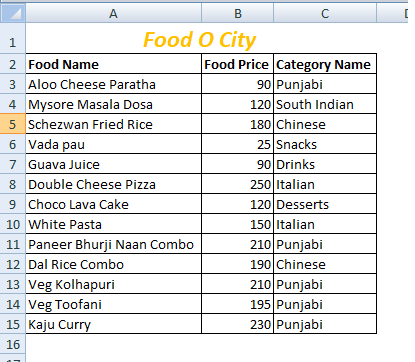 A B C
1 Food O City
2 Food Name Food Price Category Name
3 Aloo Cheese Paratha 90 Punjabi
4 Mysore Masala Dosa 120 South Indian
5 Schezwan Fried Rice 180 Chinese
6 Vada pau 25 Snacks
7 Guava Juice 90 Drinks
8 Double Cheese Pizza 250 Italian
9 Choco Lava Cake 120 Desserts
10 White Pasta 150 Italian
11 Paneer Bhurji Naan Combo 210 Punjabi
12 Dal Rice Combo 190 Chinese
13 Veg Kolhapuri 210 Punjabi
14 Veg Toofani 195 Punjabi
15 Kaju Curry 230 Punjabi
16